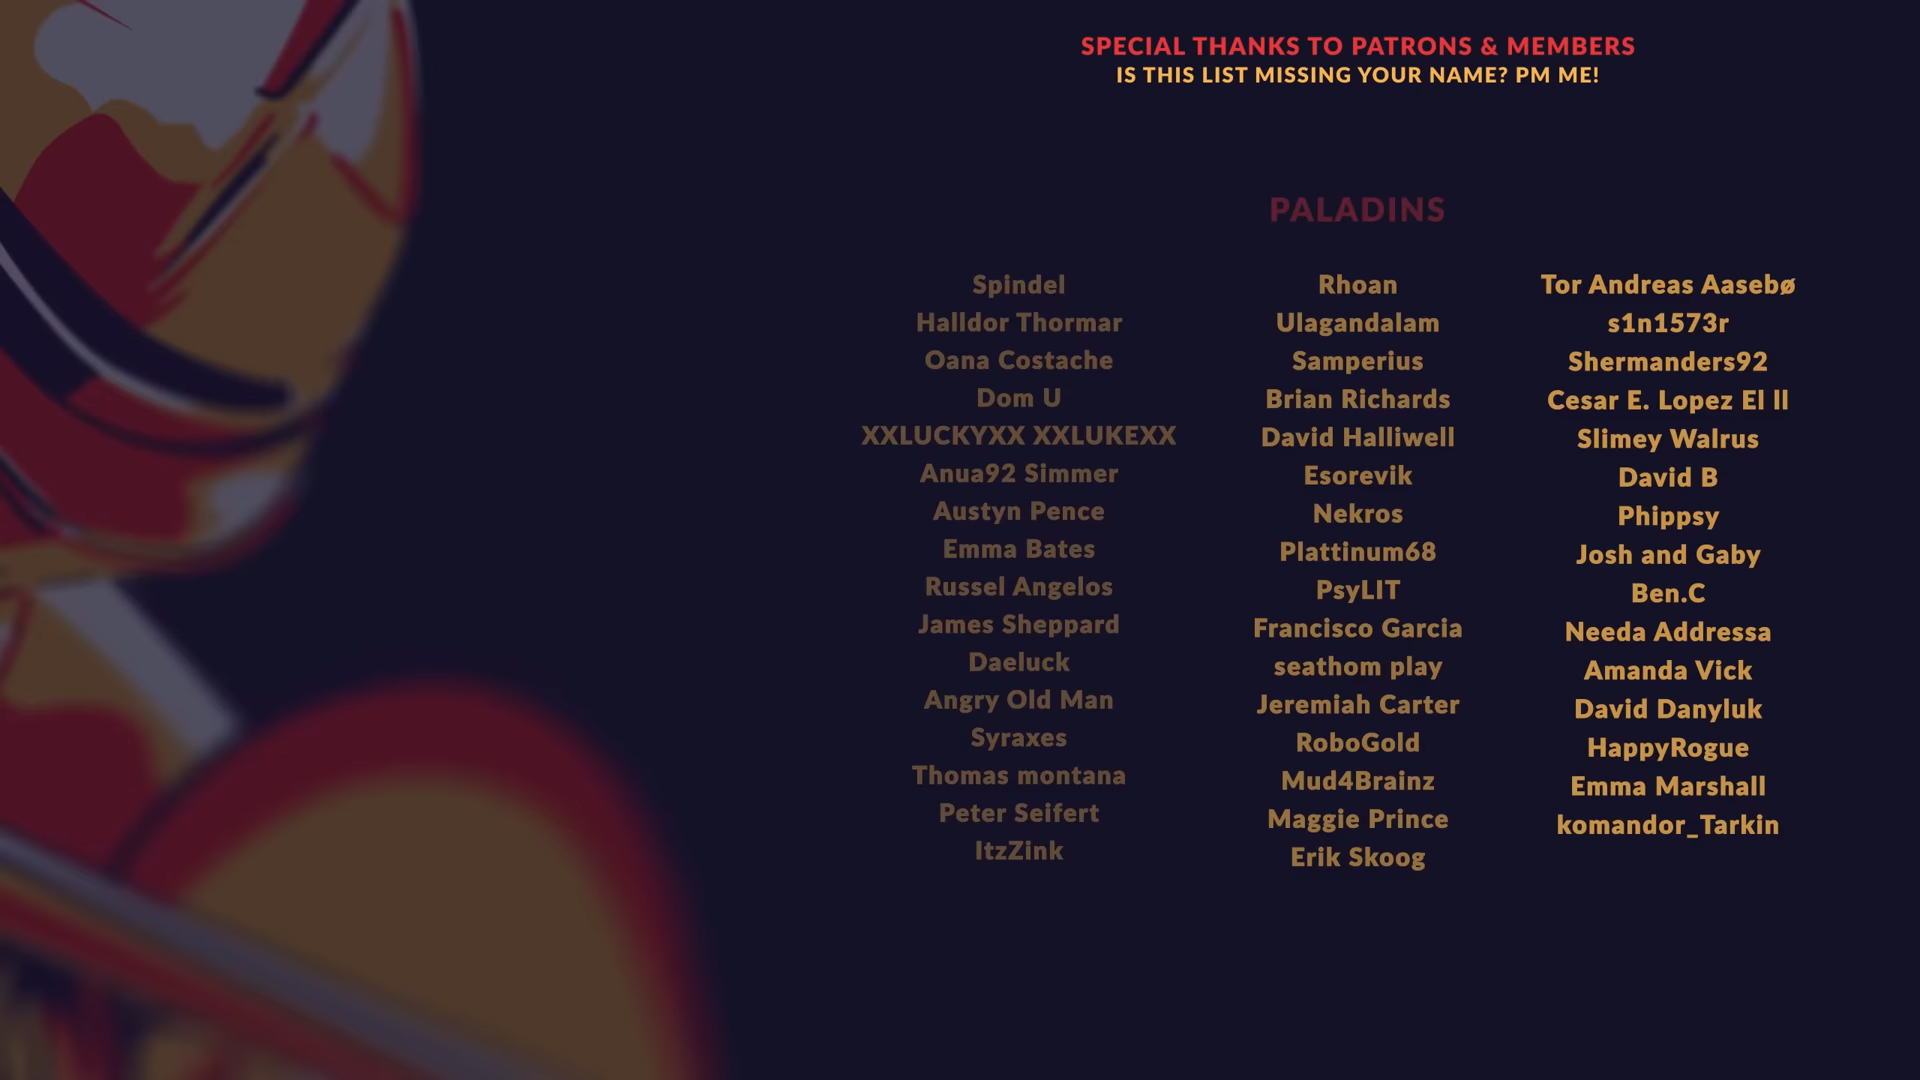 SPECIAL THANKS TO PATRONS & MEMBERS
IS THIS LIST MISSING YOUR NAME? PM ME!
PALADINS
Spindel
Halldor Thormar
Oana Costache
Dom U
XXLUCKYXX XXLUKEXX
Anua92 Simmer
Austyn Pence
Emma Bates
Russel Angelos
James Sheppard
Daeluck
Angry Old Man
Syraxes
Thomas montana
Peter Seifert
ItzZink
Rhoan
Ulagandalam
Samperius
Brian Richards
David Halliwell
Esorevik
Nekros
Plattinum68
PsyLIT
Francisco Garcia
seathom play
Jeremiah Carter
RoboGold
Mud4Brainz
Maggie Prince
Erik Skoog
Tor Andreas Aasebø
s1n1573r
Shermanders92
Cesar E. Lopez El ll
Slimey Walrus
David B
Phippsy
Josh and Gaby
Ben.C
Needa Addressa
Amanda Vick
David Danyluk
HappyRogue
Emma Marshall
komandor_Tarkin